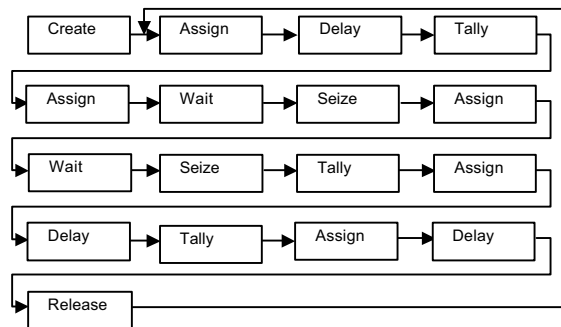 Create Assign Delay Tally
Assign Wait Seize Assign
Wait Seize Tally Assign
Delay Tally Assign Delay
Release